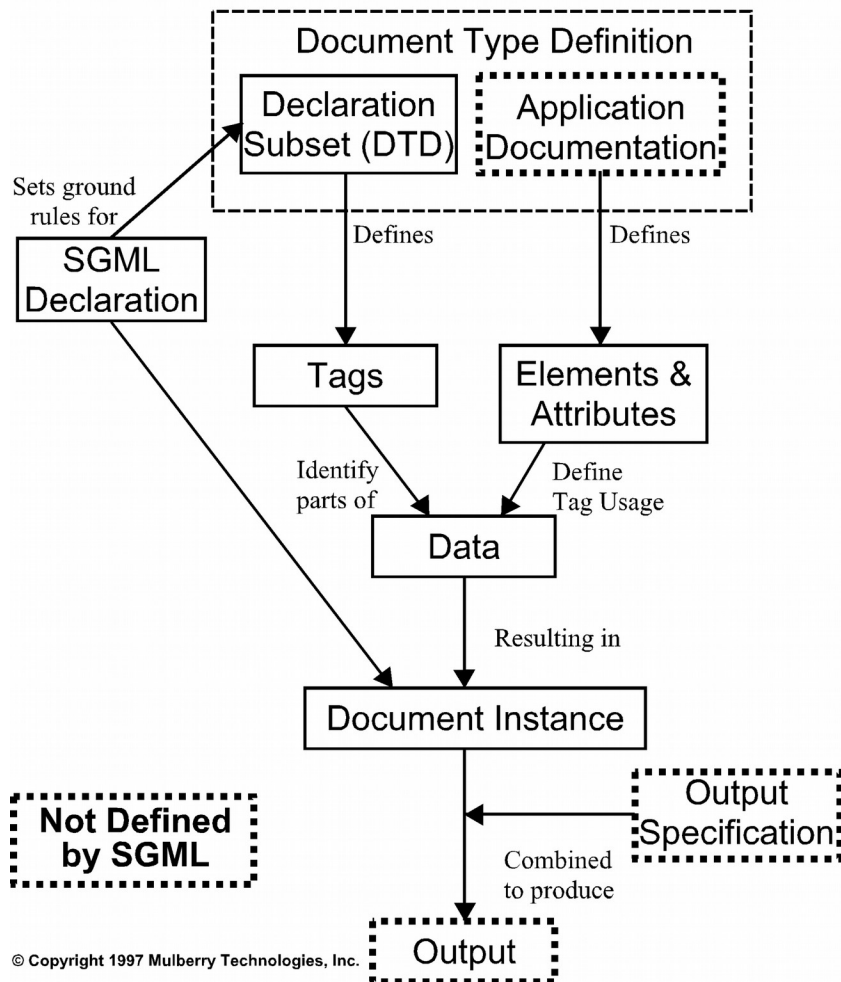 Document Type Definition
Declaration
Subset (DTD)
Application
Documentation
Sets ground
rules for
Defines
Defines
SGML
Declaration
Tags
Elements &
Attributes
Identify
parts of
Define
Tag Usage
Data
Resulting in
Document Instance
Output
Specification
Not Defined
by SGML
Combined
to produce
Output
© Copyright 1997 Mulberry Technologies, Inc.